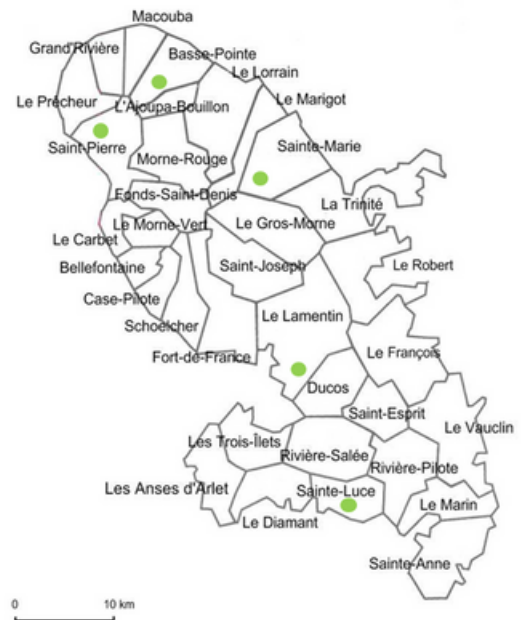 Macouba
Grand'Rivière
Basse-Pointe
Le Lorrain
Le Prêcheur
L'Ajoupa-Bouillon
Le Marigot
Saint-Pierre
Sainte-Marie
Morne-Rouge
Fonds-Saint-Denis
La Trinité
Le Morne-Vert
Le Gros-Morne
Le Carbet
Bellefontaine
Saint-Joseph
Le Robert
Case-Pilote
Schoelcher
Le Lamentin
Fort-de-France
Le François
Ducos
Saint-Esprit
Le Vauclin
Les Trois-Îlets
Rivière-Salée
Rivière-Pilote
Les Anses d'Arlet
Sainte-Luce
Le Marin
Le Diamant
Sainte-Anne
0 10 km